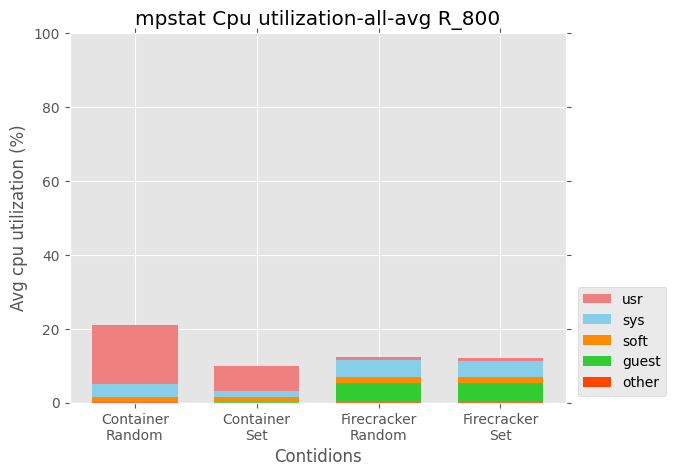 mpstat Cpu utilization-all-avg R_800
Avg cpu utilization (%)
100
80
60
40
20
0
Container
Random
Container
Set
Firecracker
Random
Firecracker
Set
Contidions
usr
sys
soft
guest
other